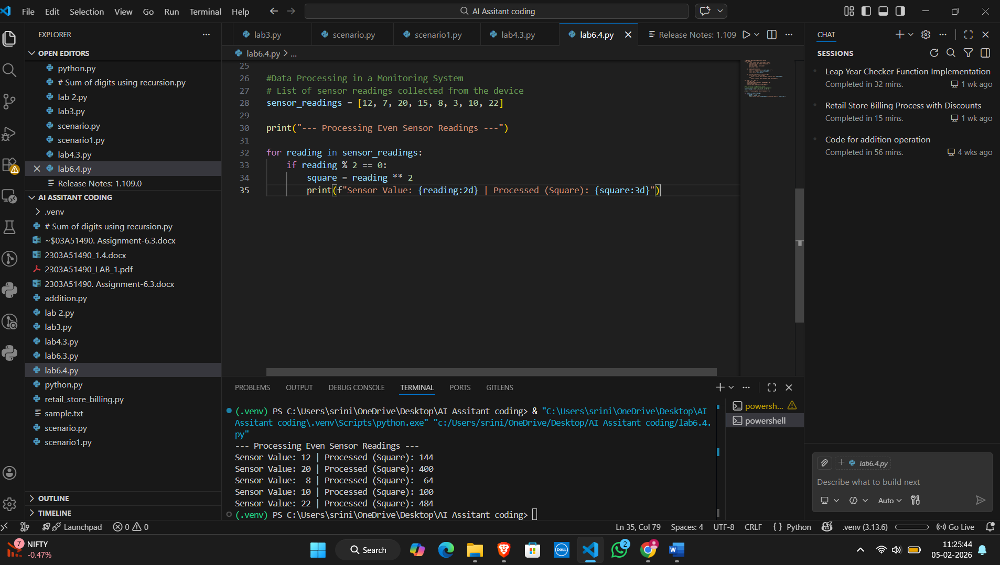 File Edit Selection View Go Run Terminal Help
AI Assitant coding
EXPLORER
OPEN EDITORS
python.py
# Sum of digits using recursion.py
lab 2.py
lab3.py
scenario.py
scenario1.py
lab4.3.py
lab6.4.py
Release Notes: 1.109.0
AI ASSITANT CODING
.venv
# Sum of digits using recursion.py
~$03A51490. Assignment-6.3.docx
2303A51490_1.4.docx
2303A51490_LAB_1.pdf
2303A51490. Assignment-6.3.docx
addition.py
lab 2.py
lab3.py
lab4.3.py
lab6.3.py
lab6.4.py
python.py
retail_store_billing.py
sample.txt
scenario.py
scenario1.py
OUTLINE
TIMELINE
lab3.py scenario.py scenario1.py lab4.3.py lab6.4.py Release Notes: 1.109
lab6.4.py > ...
25
26 #Data Processing in a Monitoring System
27 # List of sensor readings collected from the device
28 sensor_readings = [12, 7, 20, 15, 8, 3, 10, 22]
29
30 print("--- Processing Even Sensor Readings ---")
31
32 for reading in sensor_readings:
33 if reading % 2 == 0:
34 square = reading ** 2
35 print(f"Sensor Value: {reading:2d} | Processed (Square): {square:3d}")
PROBLEMS OUTPUT DEBUG CONSOLE TERMINAL PORTS GITLENS
(.venv) PS C:\Users\srini\OneDrive\Desktop\AI Assitant coding> & "C:\Users\srini\OneDrive\Desktop\AI
Assitant coding\.venv\Scripts\python.exe" "c:/Users/srini/OneDrive/Desktop/AI Assitant coding/lab6.4.
py"
--- Processing Even Sensor Readings ---
Sensor Value: 12 | Processed (Square): 144
Sensor Value: 20 | Processed (Square): 400
Sensor Value:  8 | Processed (Square):  64
Sensor Value: 10 | Processed (Square): 100
Sensor Value: 22 | Processed (Square): 484
(.venv) PS C:\Users\srini\OneDrive\Desktop\AI Assitant coding>
powersh...
powershell
CHAT
SESSIONS
Leap Year Checker Function Implementation
Completed in 32 mins. 1 wk ago
Retail Store Billing Process with Discounts
Completed in 15 mins. 1 wk ago
Code for addition operation
Completed in 56 mins. 4 wks ago
lab6.4.py
Describe what to build next
Auto
Launchpad 0 0
Ln 35, Col 79 Spaces: 4 UTF-8 CRLF { } Python .venv (3.13.6) Go Live
7 NIFTY
-0.47%
Search
DELL
2
11:25:44
05-02-2026